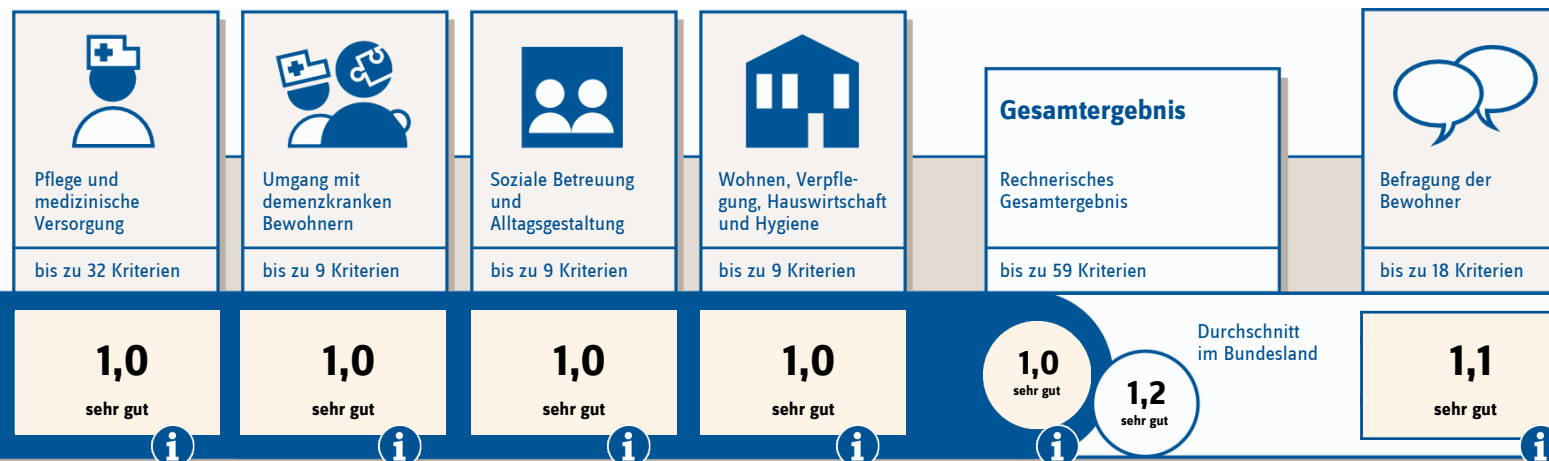 Pflege und
medizinische
Versorgung
bis zu 32 Kriterien
1,0
sehr gut
i
Umgang mit
demenzkranken
Bewohnern
bis zu 9 Kriterien
1,0
sehr gut
i
Soziale Betreuung
und
Alltagsgestaltung
bis zu 9 Kriterien
1,0
sehr gut
i
Wohnen, Verpfle-
gung, Hauswirtschaft
und Hygiene
bis zu 9 Kriterien
1,0
sehr gut
i
Gesamtergebnis
Rechnerisches
Gesamtergebnis
bis zu 59 Kriterien
1,0
sehr gut
i
Durchschnitt
im Bundesland
1,2
sehr gut
Befragung der
Bewohner
bis zu 18 Kriterien
1,1
sehr gut
i